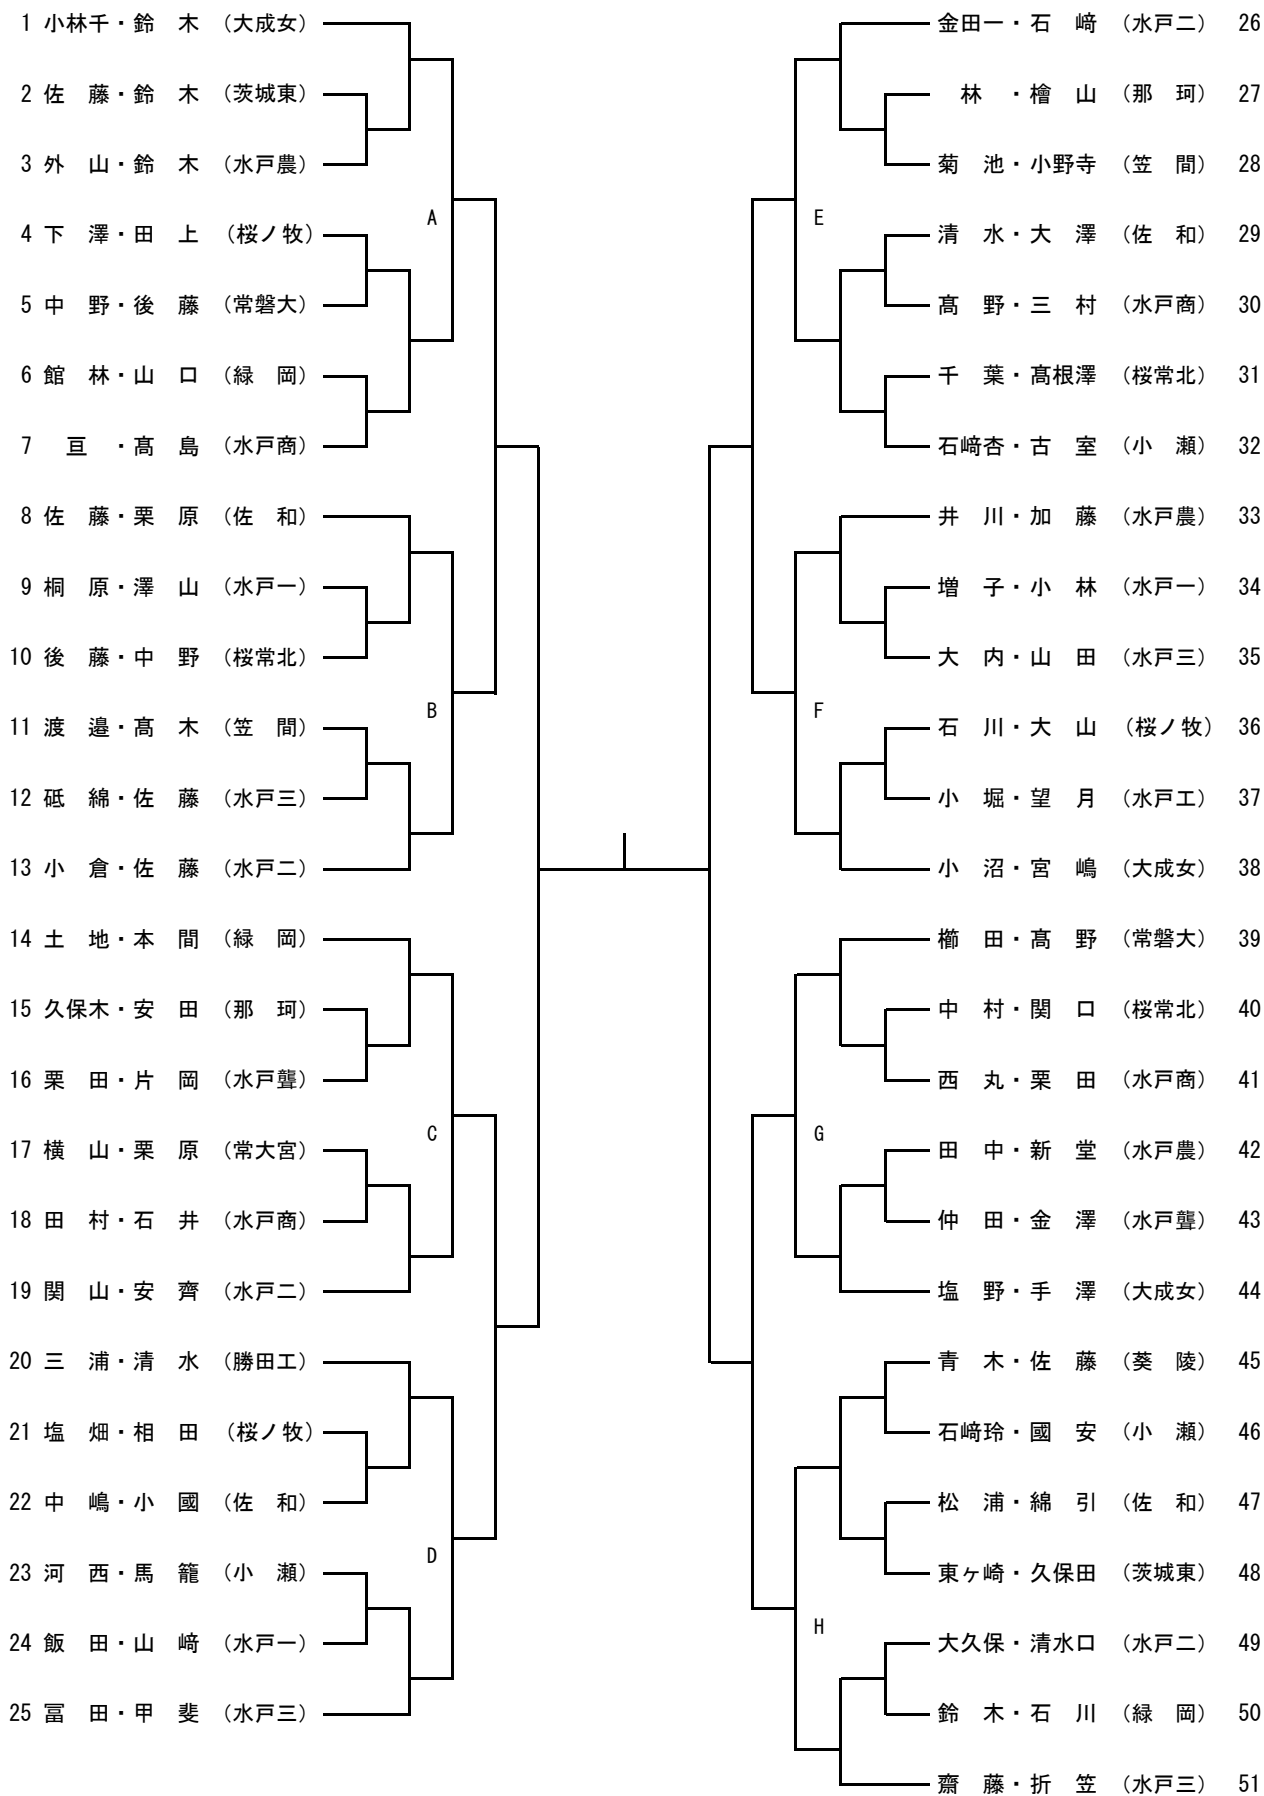 1 小林千・鈴　木 （大成女）
2 佐　藤・鈴　木 （茨城東）
3 外　山・鈴　木 （水戸農）
A
4 下　澤・田　上 （桜ノ牧）
5 中　野・後　藤 （常磐大）
6 館　林・山　口 （緑　岡）
7 亘　・髙　島 （水戸商）
8 佐　藤・栗　原 （佐　和）
9 桐　原・澤　山 （水戸一）
10 後　藤・中　野 （桜常北）
B
11 渡　邉・髙　木 （笠　間）
12 砥　綿・佐　藤 （水戸三）
13 小　倉・佐　藤 （水戸二）
14 土　地・本　間 （緑　岡）
15 久保木・安　田 （那　珂）
16 栗　田・片　岡 （水戸聾）
C
17 横　山・栗　原 （常大宮）
18 田　村・石　井 （水戸商）
19 関　山・安　齊 （水戸二）
20 三　浦・清　水 （勝田工）
21 塩　畑・相　田 （桜ノ牧）
22 中　嶋・小　國 （佐　和）
D
23 河　西・馬　籠 （小　瀬）
24 飯　田・山　﨑 （水戸一）
25 冨　田・甲　斐 （水戸三）
金田一・石　﨑 （水戸二） 26
林　・檜　山 （那　珂） 27
菊　池・小野寺 （笠　間） 28
E
清　水・大　澤 （佐　和） 29
髙　野・三　村 （水戸商） 30
千　葉・髙根澤 （桜常北） 31
石﨑杏・古　室 （小　瀬） 32
井　川・加　藤 （水戸農） 33
増　子・小　林 （水戸一） 34
大　内・山　田 （水戸三） 35
F
石　川・大　山 （桜ノ牧） 36
小　堀・望　月 （水戸工） 37
小　沼・宮　嶋 （大成女） 38
櫛　田・髙　野 （常磐大） 39
中　村・関　口 （桜常北） 40
西　丸・栗　田 （水戸商） 41
G
田　中・新　堂 （水戸農） 42
仲　田・金　澤 （水戸聾） 43
塩　野・手　澤 （大成女） 44
青　木・佐　藤 （葵　陵） 45
石﨑玲・國　安 （小　瀬） 46
松　浦・綿　引 （佐　和） 47
東ヶ崎・久保田 （茨城東） 48
H
大久保・清水口 （水戸二） 49
鈴　木・石　川 （緑　岡） 50
齋　藤・折　笠 （水戸三） 51